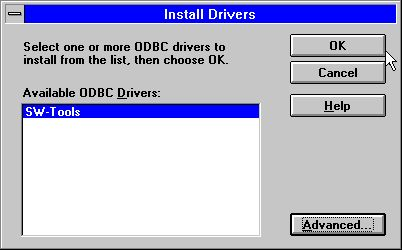 Install Drivers
Select one or more ODBC drivers to
install from the list, then choose OK.
OK
Cancel
Available ODBC Drivers:
Help
SW-Tools
Advanced...